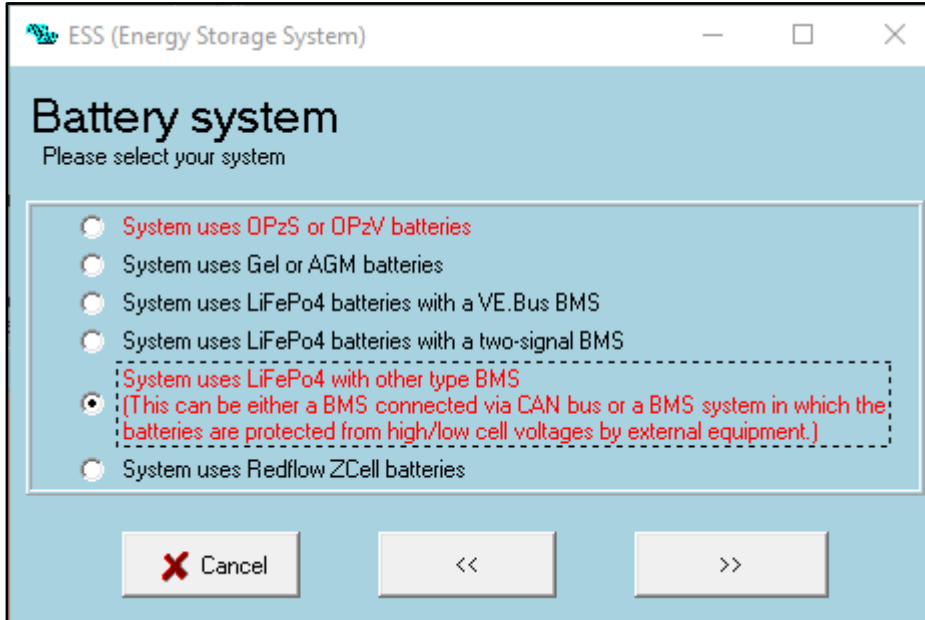 ESS (Energy Storage System)
Battery system
Please select your system
System uses OPzS or OPzV batteries
System uses Gel or AGM batteries
System uses LiFePo4 batteries with a VE.Bus BMS
System uses LiFePo4 batteries with a two-signal BMS
System uses LiFePo4 with other type BMS
(This can be either a BMS connected via CAN bus or a BMS system in which the
batteries are protected from high/low cell voltages by external equipment.)
System uses Redflow ZCell batteries
Cancel << >>